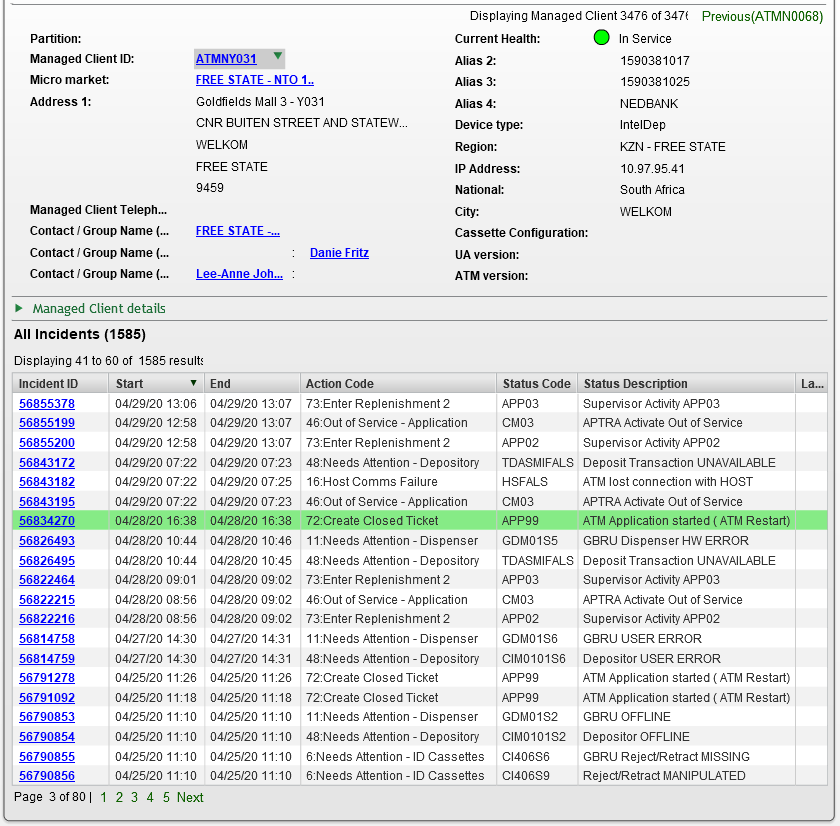 Displaying Managed Client 3476 of 3476 Previous(ATMN0068)
Partition: Current Health: In Service
Managed Client ID: ATMNY031 Alias 2: 1590381017
Micro market: FREE STATE - NTO 1.. Alias 3: 1590381025
Address 1: Goldfields Mall 3 - Y031 Alias 4: NEDBANK
CNR BUITEN STREET AND STATEW... Device type: IntelDep
WELKOM Region: KZN - FREE STATE
FREE STATE IP Address: 10.97.95.41
9459 National: South Africa
Managed Client Teleph... City: WELKOM
Contact / Group Name (... FREE STATE -... Cassette Configuration:
Contact / Group Name (... : Danie Fritz UA version:
Contact / Group Name (... Lee-Anne Joh... : ATM version:
Managed Client details
All Incidents (1585)
Displaying 41 to 60 of 1585 results
Incident ID Start End Action Code Status Code Status Description La...
56855378 04/29/20 13:06 04/29/20 13:07 73:Enter Replenishment 2 APP03 Supervisor Activity APP03
56855199 04/29/20 12:58 04/29/20 13:07 46:Out of Service - Application CM03 APTRA Activate Out of Service
56855200 04/29/20 12:58 04/29/20 13:07 73:Enter Replenishment 2 APP02 Supervisor Activity APP02
56843172 04/29/20 07:22 04/29/20 07:23 48:Needs Attention - Depository TDASMIFALS Deposit Transaction UNAVAILABLE
56843182 04/29/20 07:22 04/29/20 07:25 16:Host Comms Failure HSFALS ATM lost connection with HOST
56843195 04/29/20 07:22 04/29/20 07:23 46:Out of Service - Application CM03 APTRA Activate Out of Service
56834270 04/28/20 16:38 04/28/20 16:38 72:Create Closed Ticket APP99 ATM Application started ( ATM Restart)
56826493 04/28/20 10:44 04/28/20 10:46 11:Needs Attention - Dispenser GDM01S5 GBRU Dispenser HW ERROR
56826495 04/28/20 10:44 04/28/20 10:45 48:Needs Attention - Depository TDASMIFALS Deposit Transaction UNAVAILABLE
56822464 04/28/20 09:01 04/28/20 09:02 73:Enter Replenishment 2 APP03 Supervisor Activity APP03
56822215 04/28/20 08:56 04/28/20 09:02 46:Out of Service - Application CM03 APTRA Activate Out of Service
56822216 04/28/20 08:56 04/28/20 09:02 73:Enter Replenishment 2 APP02 Supervisor Activity APP02
56814758 04/27/20 14:30 04/27/20 14:31 11:Needs Attention - Dispenser GDM01S6 GBRU USER ERROR
56814759 04/27/20 14:30 04/27/20 14:31 48:Needs Attention - Depository CIM0101S6 Depositor USER ERROR
56791278 04/25/20 11:26 04/25/20 11:26 72:Create Closed Ticket APP99 ATM Application started ( ATM Restart)
56791092 04/25/20 11:18 04/25/20 11:18 72:Create Closed Ticket APP99 ATM Application started ( ATM Restart)
56790853 04/25/20 11:10 04/25/20 11:10 11:Needs Attention - Dispenser GDM01S2 GBRU OFFLINE
56790854 04/25/20 11:10 04/25/20 11:10 48:Needs Attention - Depository CIM0101S2 Depositor OFFLINE
56790855 04/25/20 11:10 04/25/20 11:10 6:Needs Attention - ID Cassettes CI406S6 GBRU Reject/Retract MISSING
56790856 04/25/20 11:10 04/25/20 11:10 6:Needs Attention - ID Cassettes CI406S9 Reject/Retract MANIPULATED
Page 3 of 80 | 1 2 3 4 5 Next